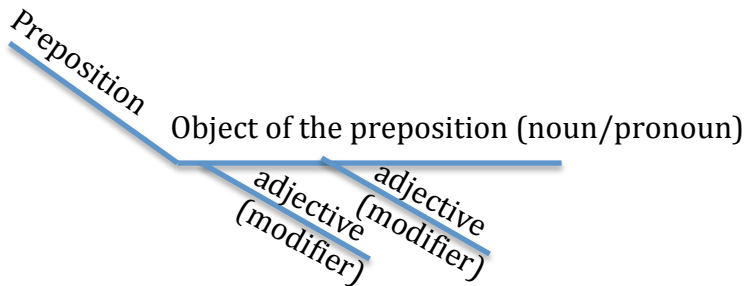 Preposition
Object of the preposition (noun/pronoun)
adjective
(modifier)
adjective
(modifier)